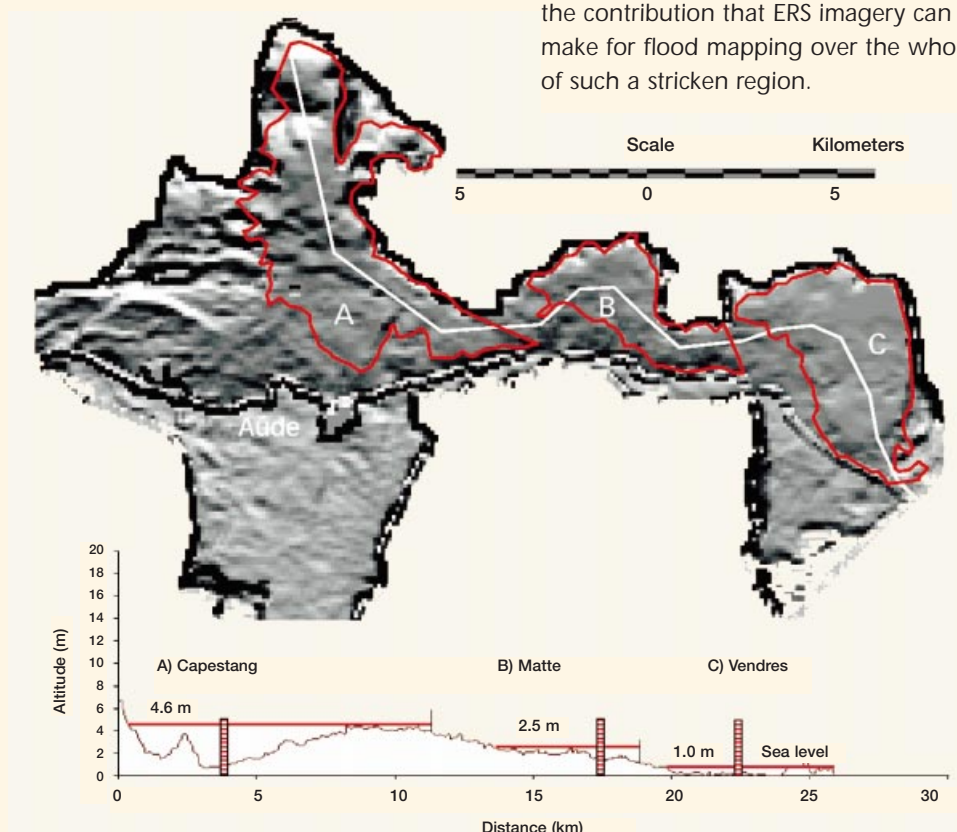 the contribution that ERS imagery can
make for flood mapping over the who
of such a stricken region.
Scale Kilometers
5 0 5
A
B
C
Aude
20
18
16
14
12
10
8
6
4
2
0
Altitude (m)
A) Capestang B) Matte C) Vendres
4.6 m
2.5 m
1.0 m Sea level
0 5 10 15 20 25 30
Distance (km)